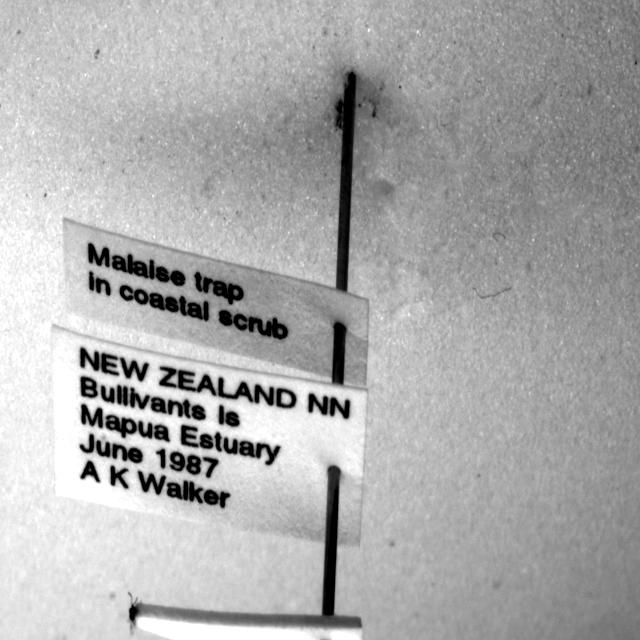 Malaise trap
in coastal scrub
NEW ZEALAND NN
Bullivants Is
Mapua Estuary
June 1987
A K Walker